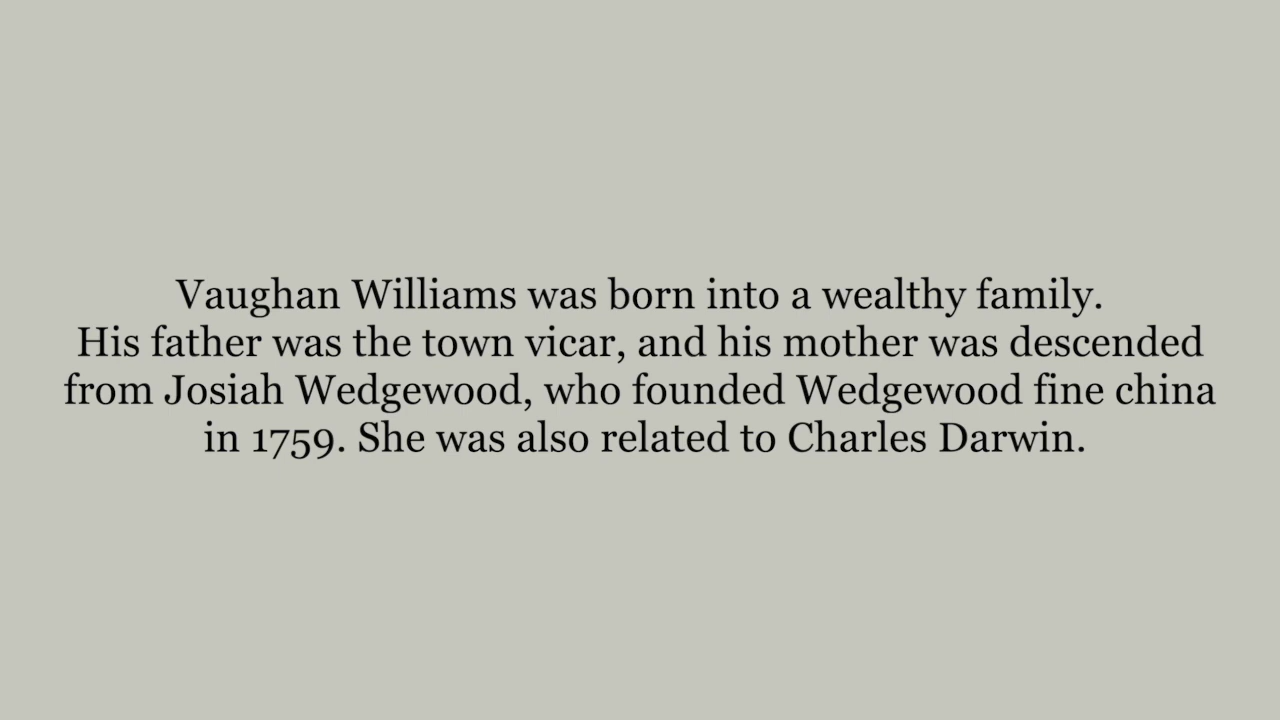 Vaughan Williams was born into a wealthy family.
His father was the town vicar, and his mother was descended
from Josiah Wedgewood, who founded Wedgewood fine china
in 1759. She was also related to Charles Darwin.